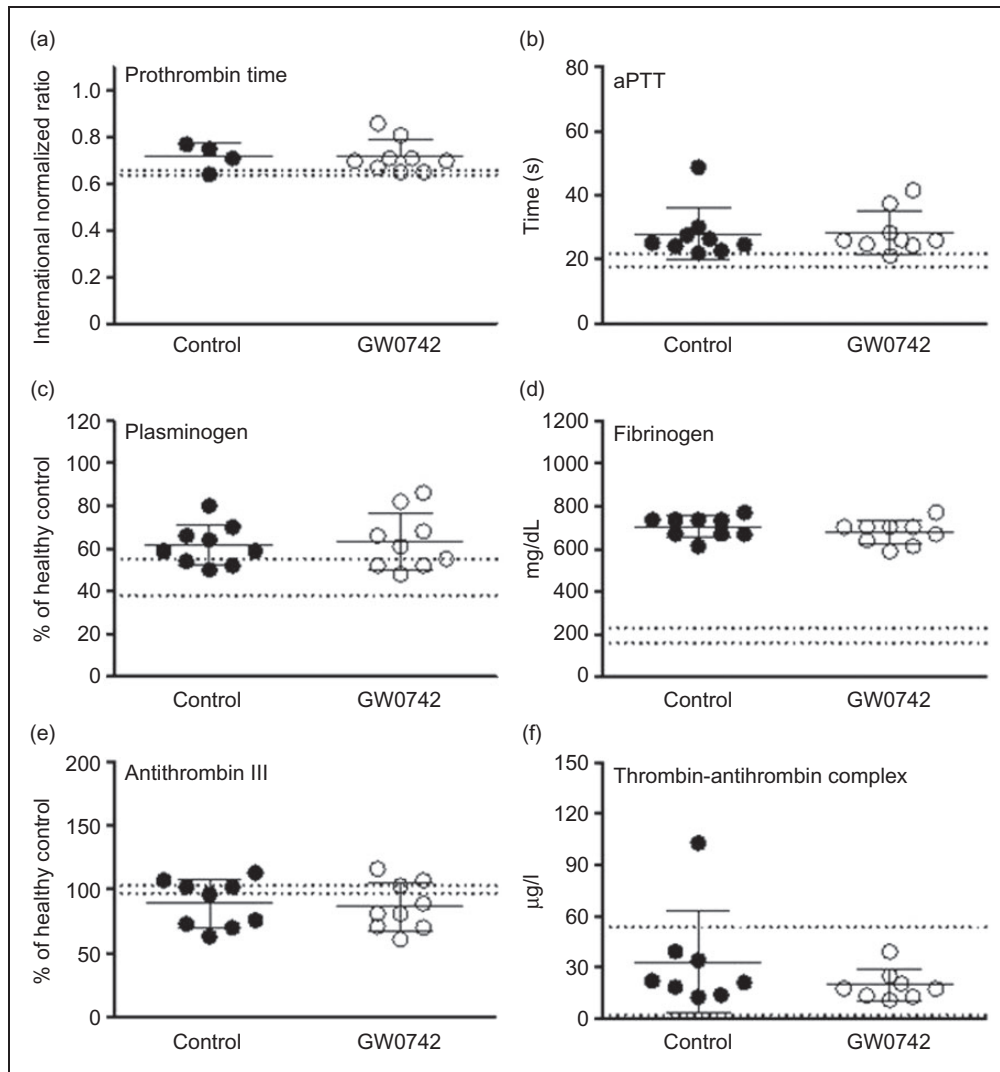 (a)
Prothrombin time
International normalized ratio
1.0
0.8
0.6
0.4
0.2
0
Control GW0742
(b)
aPTT
Time (s)
80
60
40
20
0
Control GW0742
(c)
Plasminogen
% of healthy control
120
100
80
60
40
20
0
Control GW0742
(d)
Fibrinogen
mg/dL
1200
1000
800
600
400
200
0
Control GW0742
(e)
Antithrombin III
% of healthy control
200
150
100
50
0
Control GW0742
(f)
Thrombin-antihrombin complex
µg/l
150
120
90
60
30
0
Control GW0742